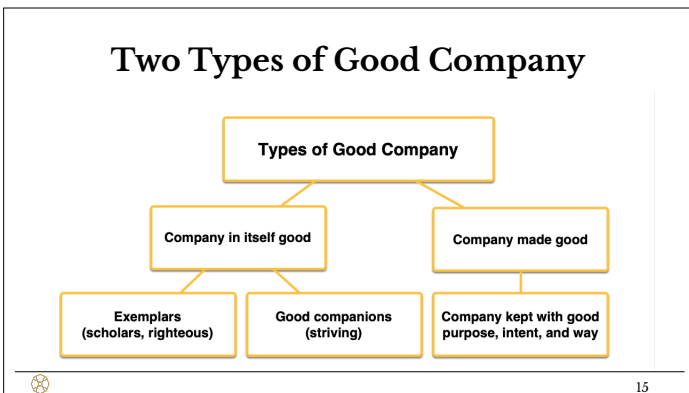 Two Types of Good Company
Types of Good Company
Company in itself good
Company made good
Exemplars
(scholars, righteous)
Good companions
(striving)
Company kept with good
purpose, intent, and way
15